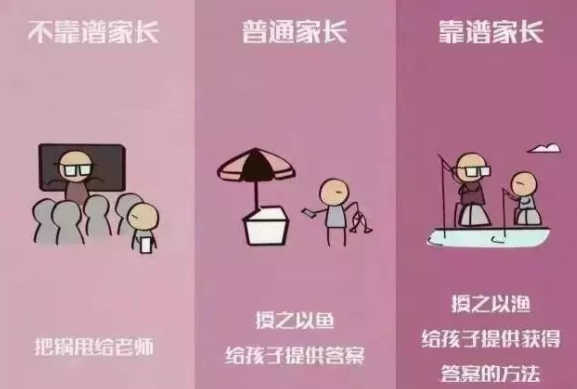 不靠谱家长
普通家长
靠谱家长
把锅甩给老师
授之以鱼
给孩子提供答案
授之以渔
给孩子提供获得
答案的方法